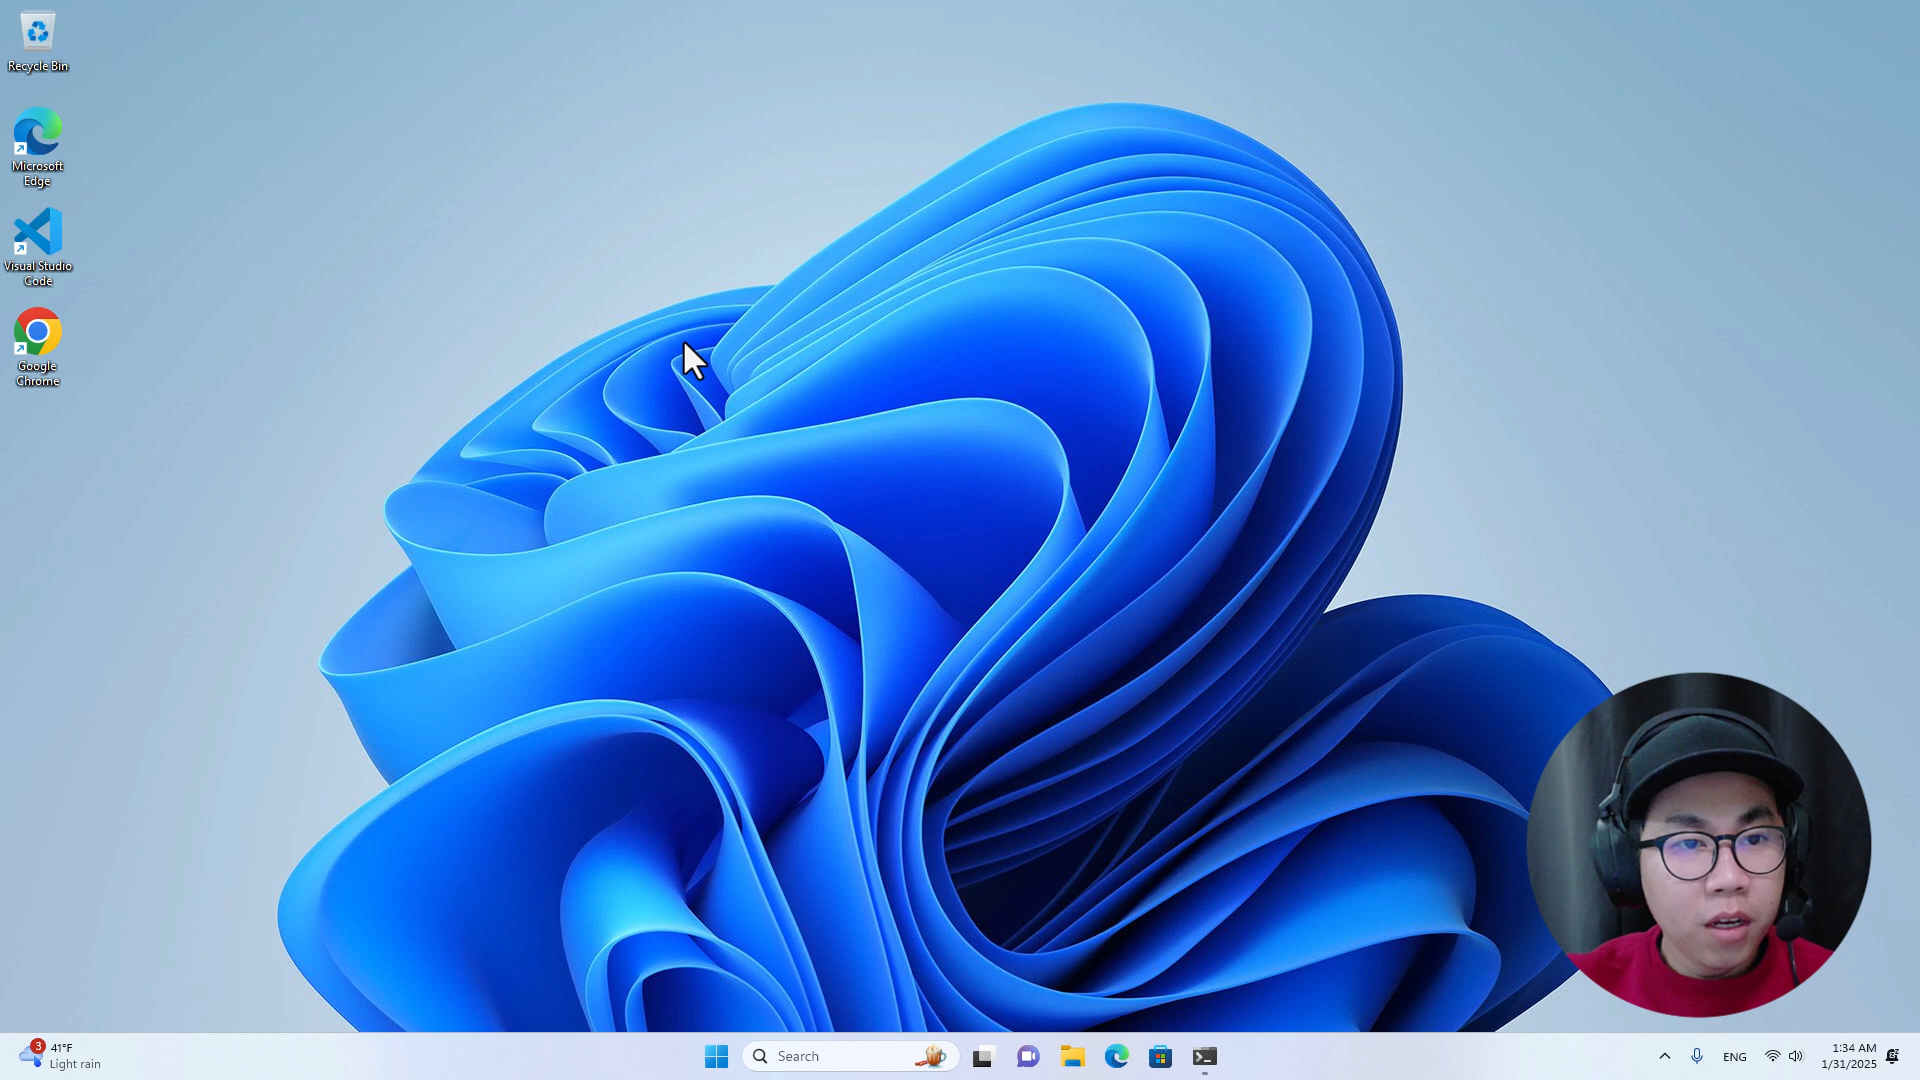 Recycle Bin
Microsoft
Edge
Visual Studio
Code
Google
Chrome
3
41°F
Light rain
Search
ENG
1:34 AM
1/31/2025